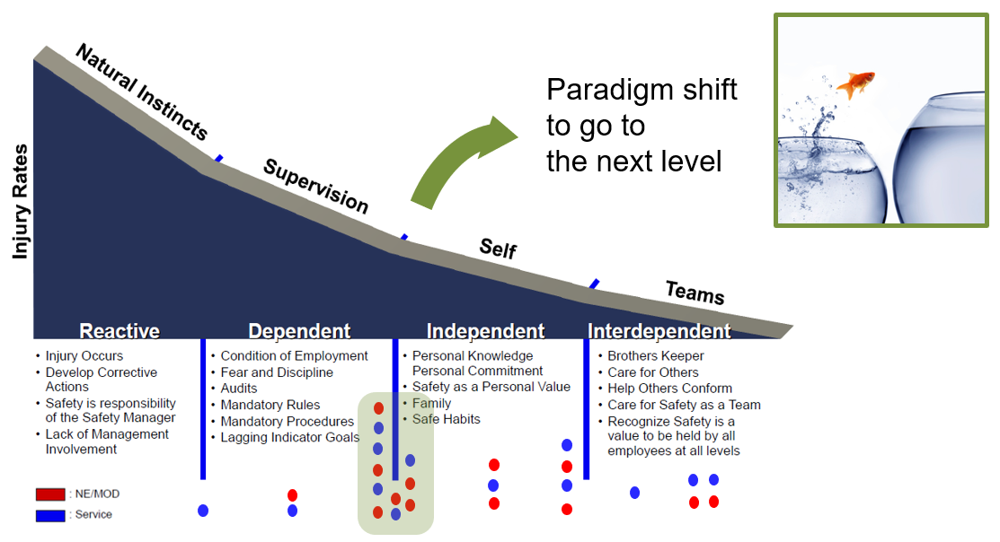 Natural Instincts
Supervision
Self
Teams
Injury Rates
Paradigm shift
to go to
the next level
Reactive
Dependent
Independent
Interdependent
• Injury Occurs
• Develop Corrective
Actions
• Safety is responsibility
of the Safety Manager
• Lack of Management
Involvement
• Condition of Employment
• Fear and Discipline
• Audits
• Mandatory Rules
• Mandatory Procedures
• Lagging Indicator Goals
• Personal Knowledge
Personal Commitment
• Safety as a Personal Value
• Family
• Safe Habits
• Brothers Keeper
• Care for Others
• Help Others Conform
• Care for Safety as a Team
• Recognize Safety is a
value to be held by all
employees at all levels
: NE/MOD
: Service